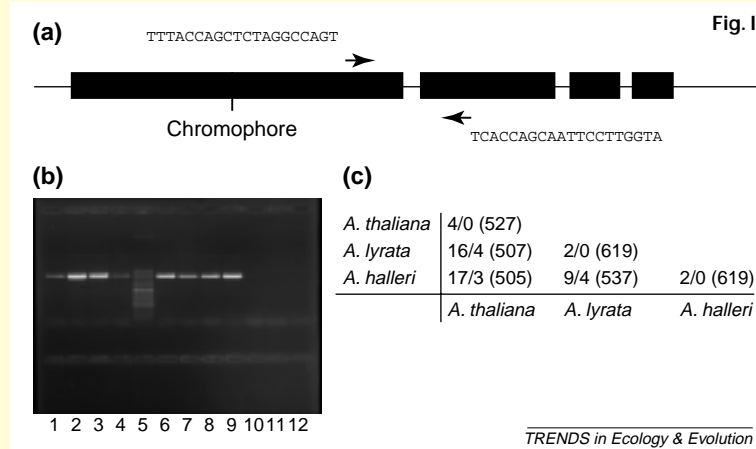 Fig. I
(a)
TTTACCAGCTCTAGGCCAGT
Chromophore
TCACCAGCAATTCCTTGGTA
(b)
1 2 3 4 5 6 7 8 9 10 11 12
(c)
A. thaliana 4/0 (527)
A. lyrata 16/4 (507) 2/0 (619)
A. halleri 17/3 (505) 9/4 (537) 2/0 (619)
A. thaliana A. lyrata A. halleri
TRENDS in Ecology & Evolution